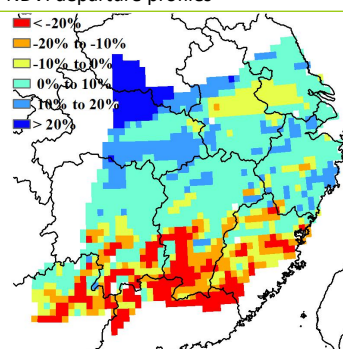 departure profiles
< -20%
-20% to -10%
-10% to 0%
0% to 10%
10% to 20%
> 20%